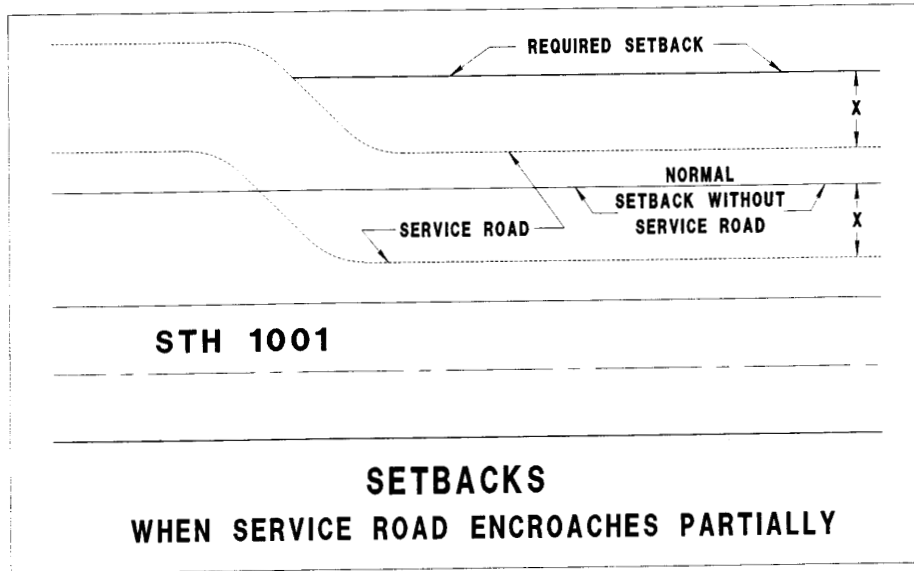 REQUIRED SETBACK
X
NORMAL
SETBACK WITHOUT
SERVICE ROAD
X
SERVICE ROAD
STH 1001
SETBACKS
WHEN SERVICE ROAD ENCROACHES PARTIALLY